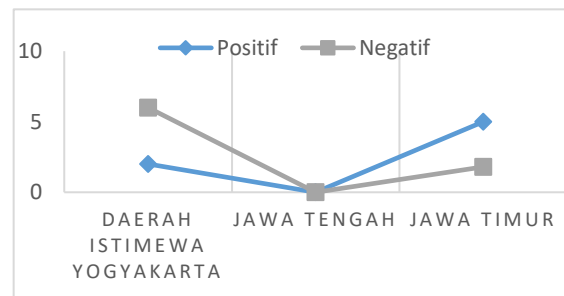 Positif Negatif
10
5
0
DAERAH ISTIMEWA YOGYAKARTA
JAWA TENGAH
JAWA TIMUR